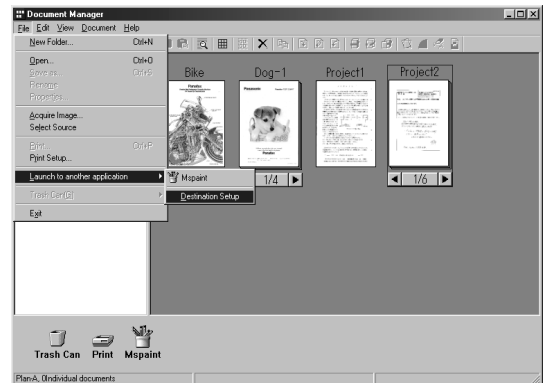 Document Manager
File Edit View Document Help
New Folder... Ctrl+N
Open... Ctrl+O
Save as... Ctrl+S
Rename
Properties...
Acquire Image...
Select Source
Print... Ctrl+P
Print Setup...
Launch to another application
Trash Can(G)
Exit
Mspaint
Destination Setup
Bike
Dog-1
Project1
Project2
Panasonic
1/4
1/6
Trash Can
Print
Mspaint
Plan-A, 0Individual documents